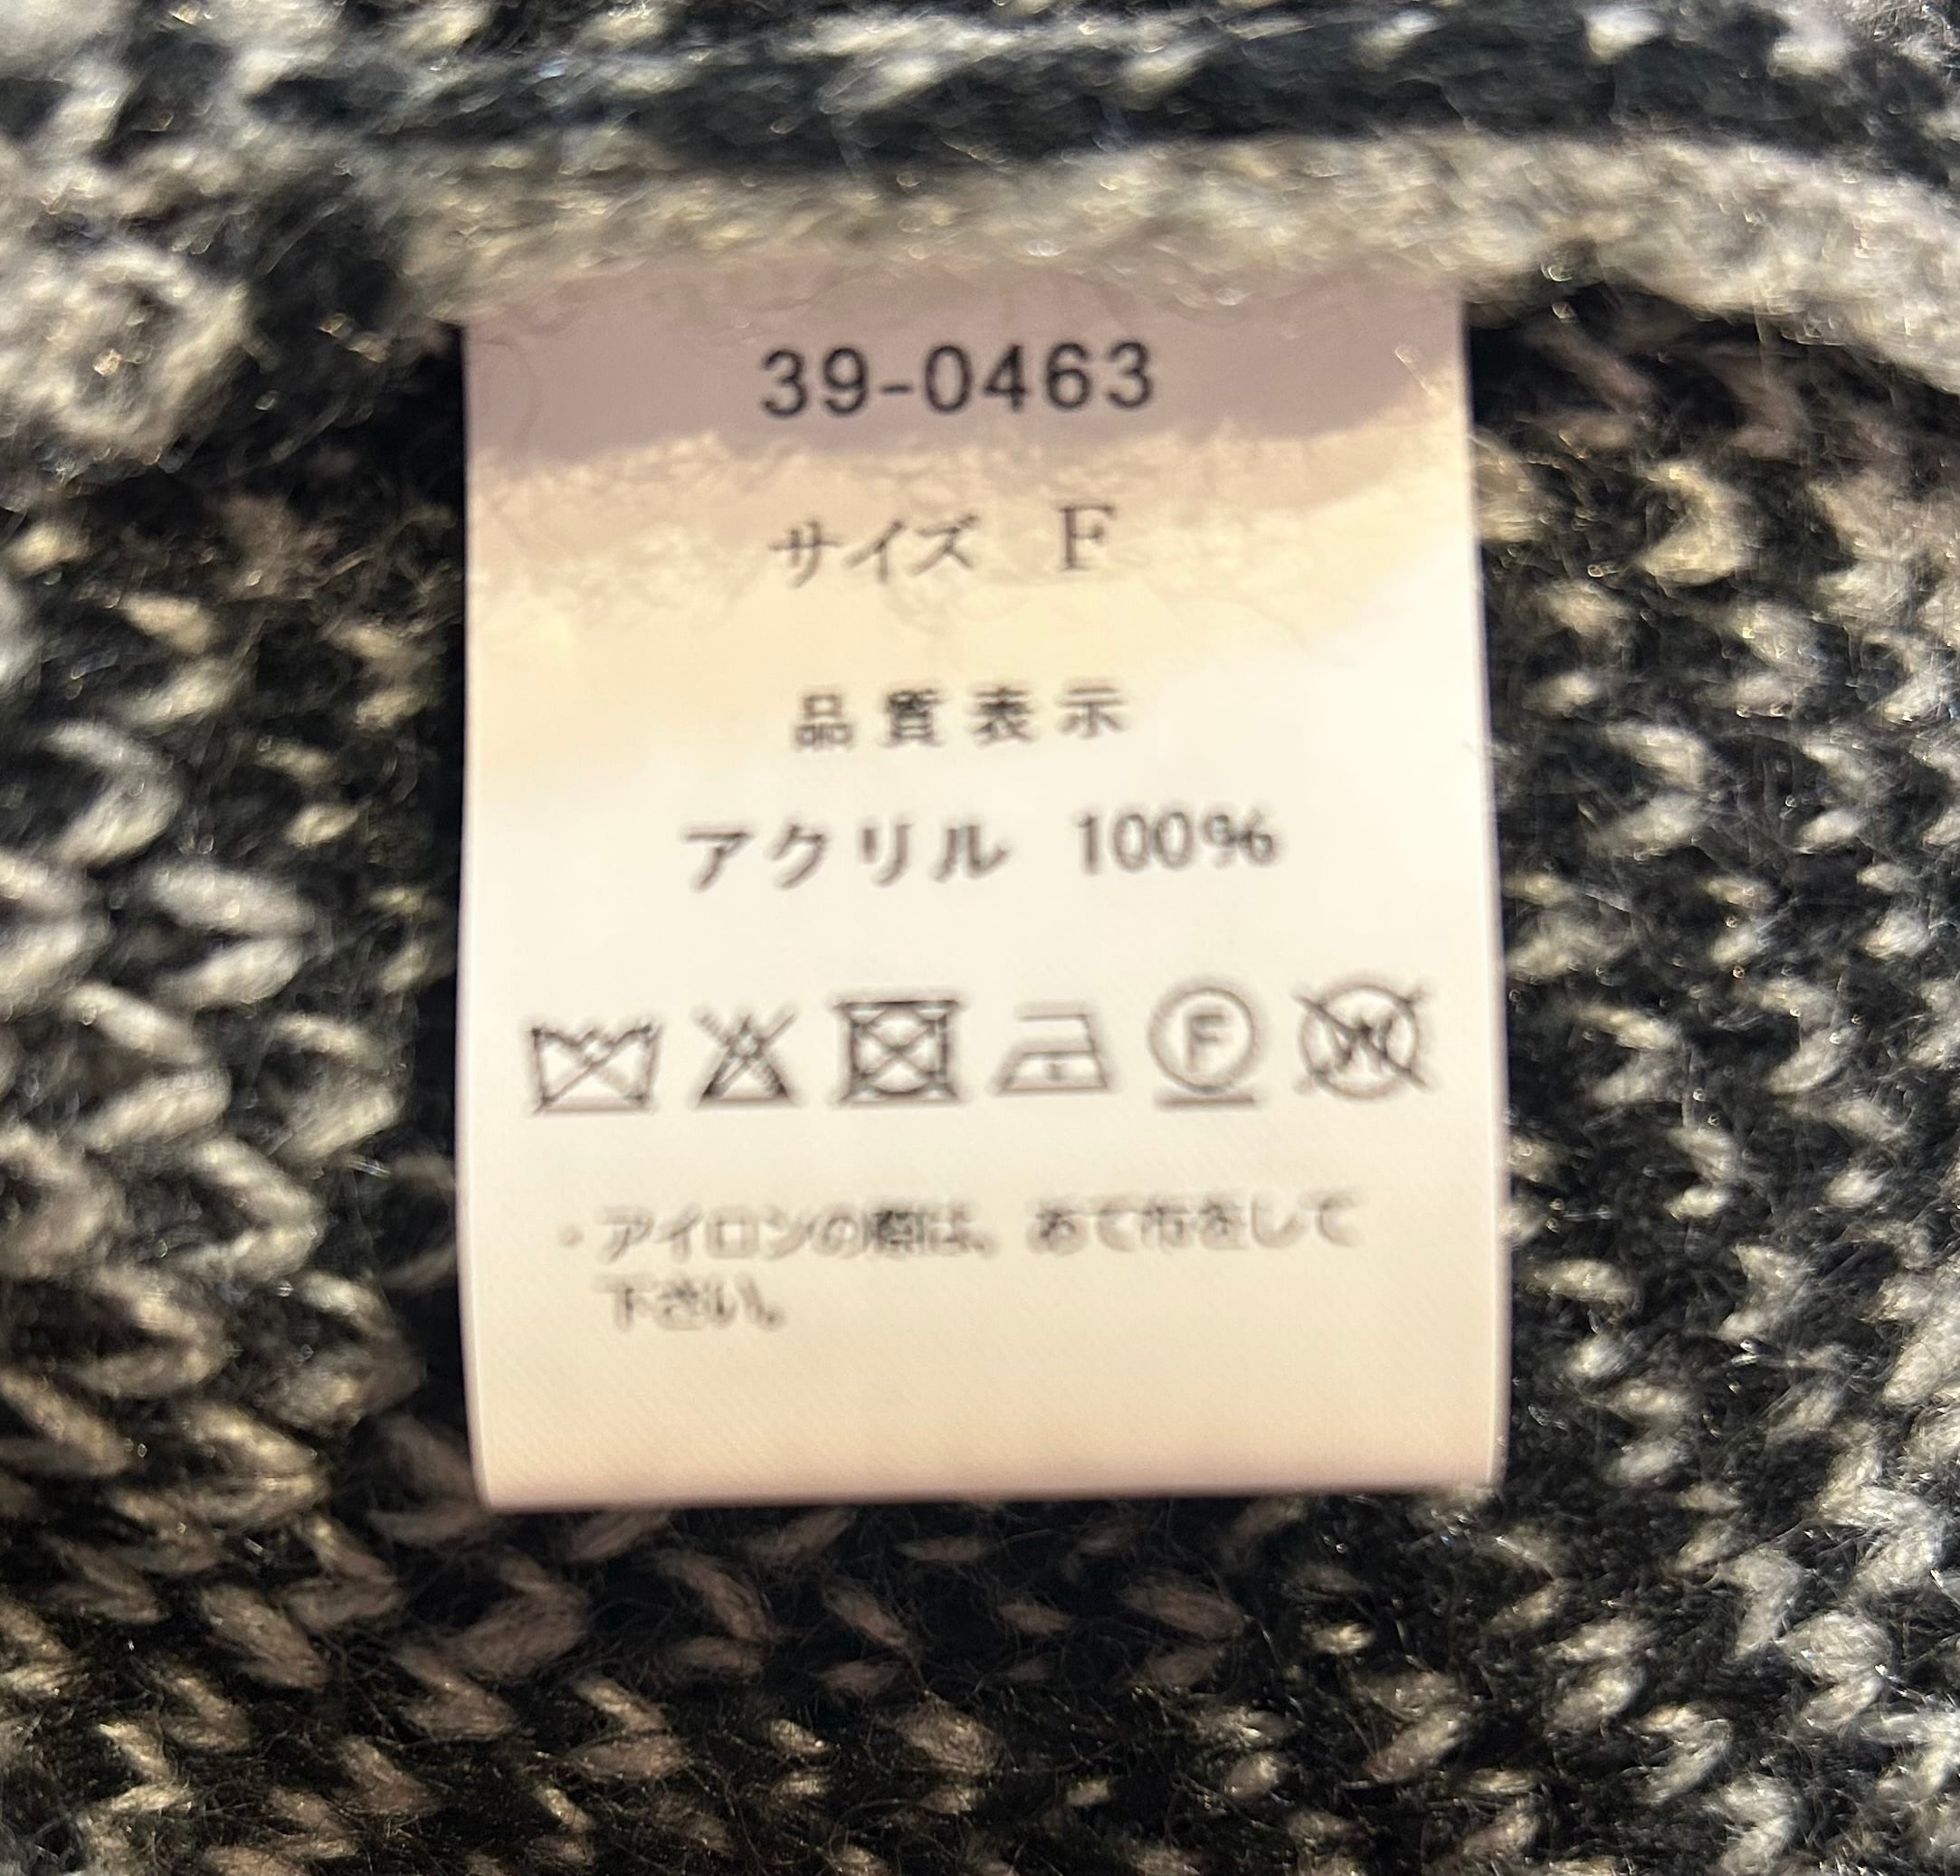 39-0463
サイズ F
品質表示
アクリル 100%
F W
・アイロンの際は、あて布をして
下さい。